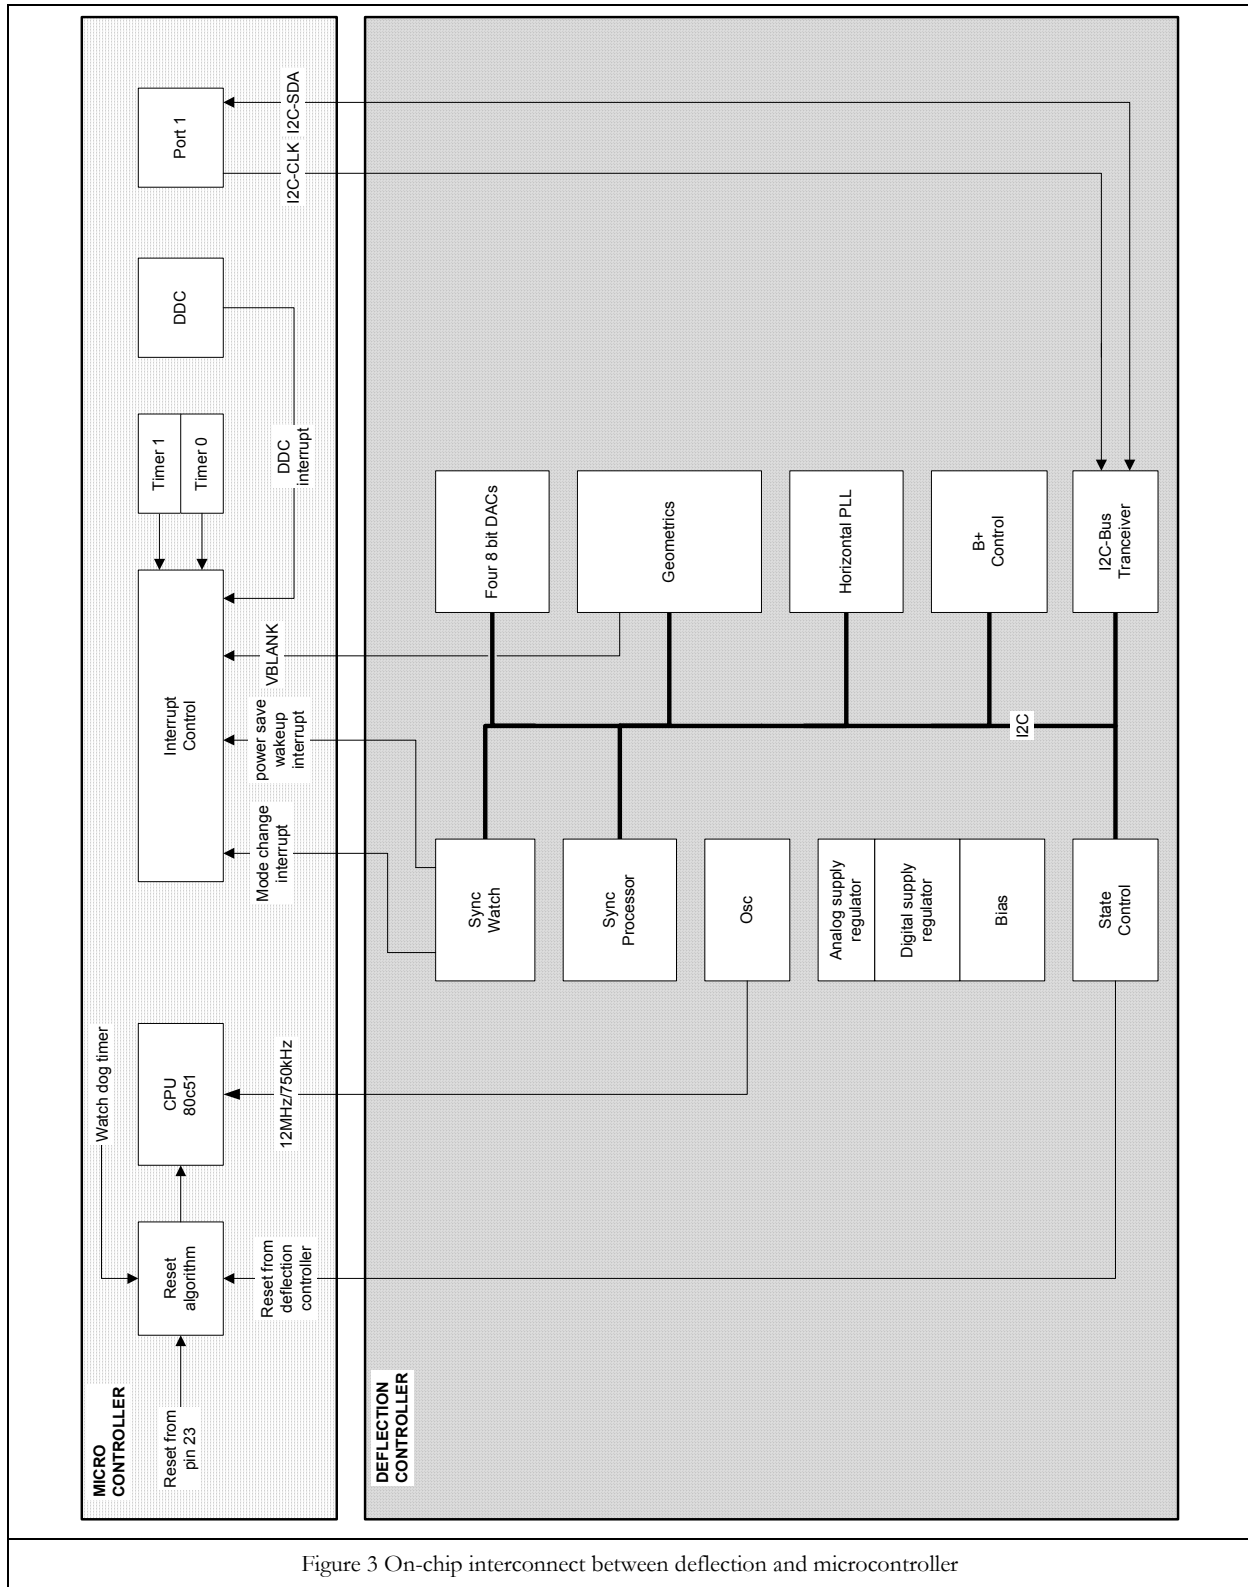 MICRO
CONTROLLER
Reset from
pin 23
Watch dog timer
Reset
algorithm
Reset from
deflection
controller
CPU
80c51
12MHz/750kHz
Interrupt
Control
Mode change
interrupt
power save
wakeup
interrupt
VBLANK
Timer 1
Timer 0
DDC
interrupt
DDC
Port 1
I2C-CLK
I2C-SDA
DEFLECTION
CONTROLLER
Sync
Watch
Sync
Processor
Osc
Analog supply
regulator
Digital supply
regulator
Bias
State
Control
I2C
Four 8 bit DACs
Geometrics
Horizontal PLL
B+
Control
I2C-Bus
Tranceiver
Figure 3 On-chip interconnect between deflection and microcontroller